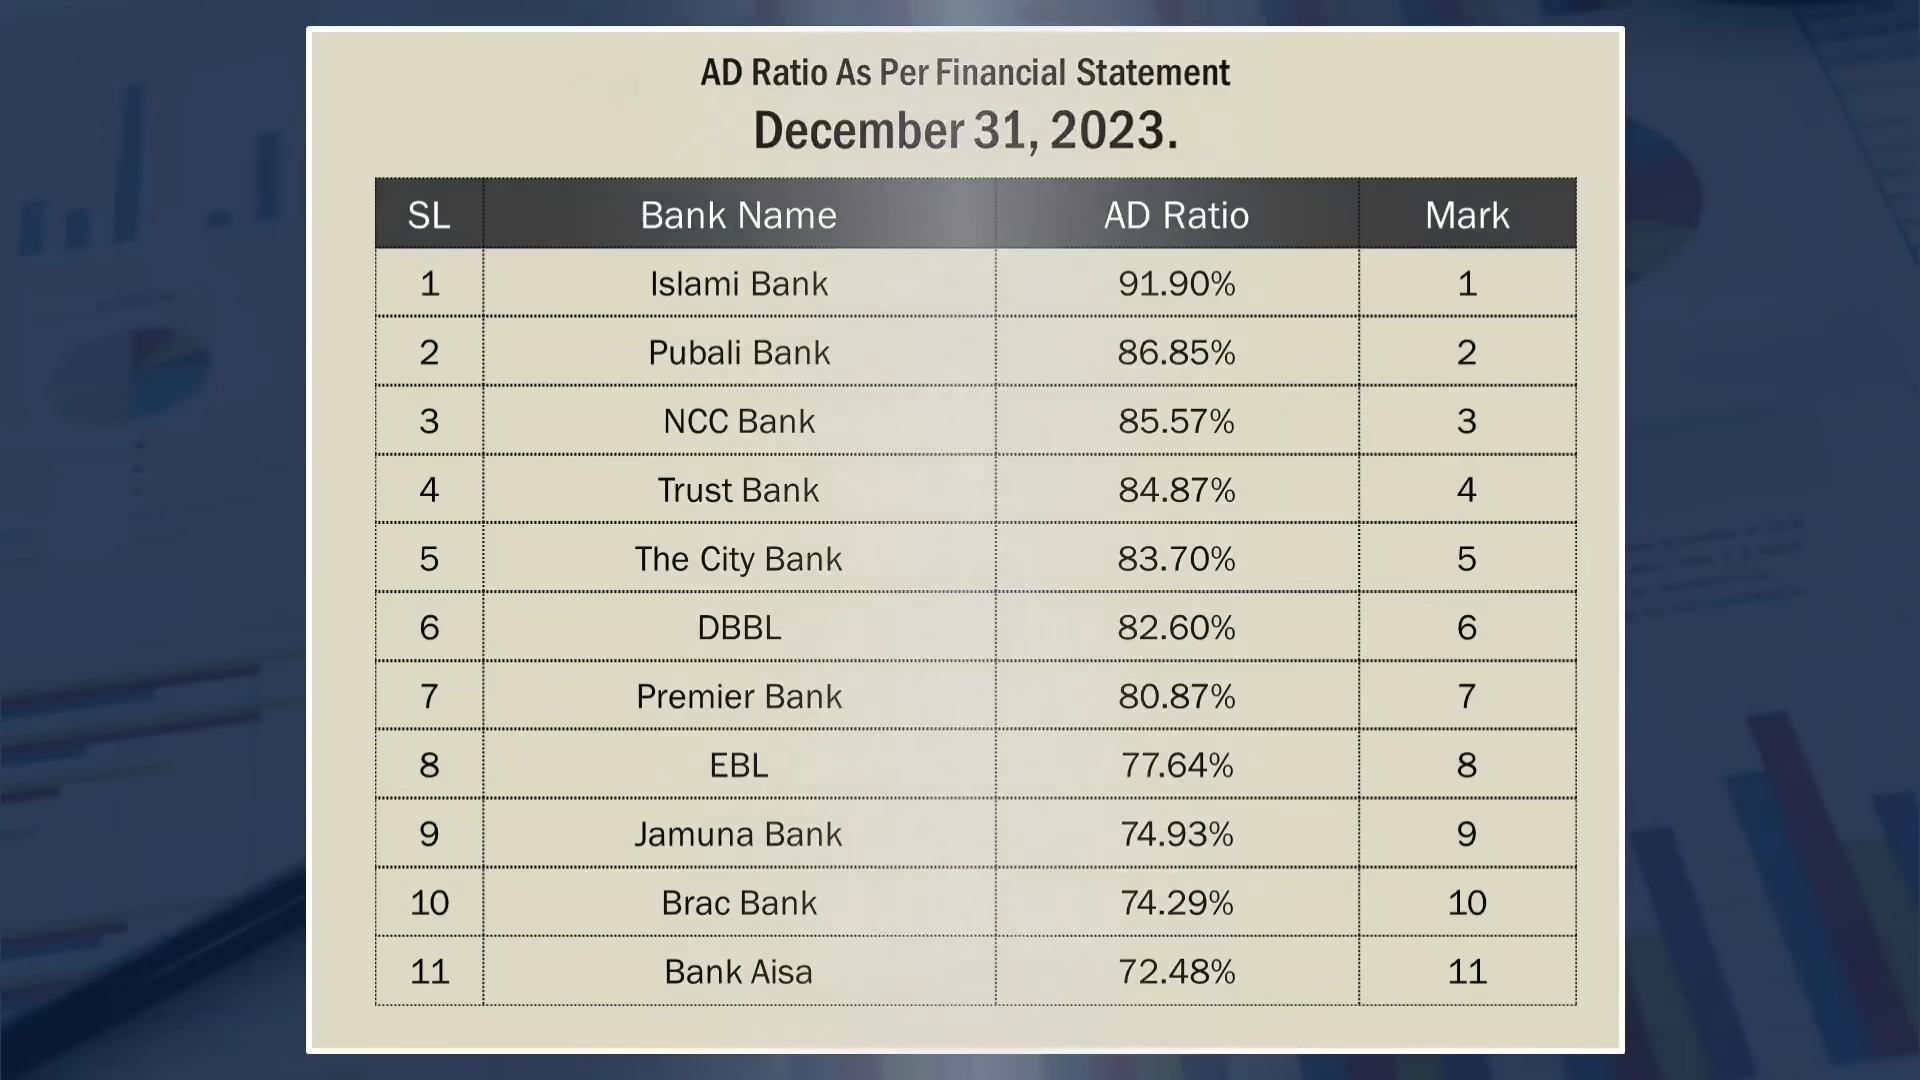 AD Ratio As Per Financial Statement
December 31, 2023.
SL Bank Name AD Ratio Mark
1 Islami Bank 91.90% 1
2 Pubali Bank 86.85% 2
3 NCC Bank 85.57% 3
4 Trust Bank 84.87% 4
5 The City Bank 83.70% 5
6 DBBL 82.60% 6
7 Premier Bank 80.87% 7
8 EBL 77.64% 8
9 Jamuna Bank 74.93% 9
10 Brac Bank 74.29% 10
11 Bank Aisa 72.48% 11